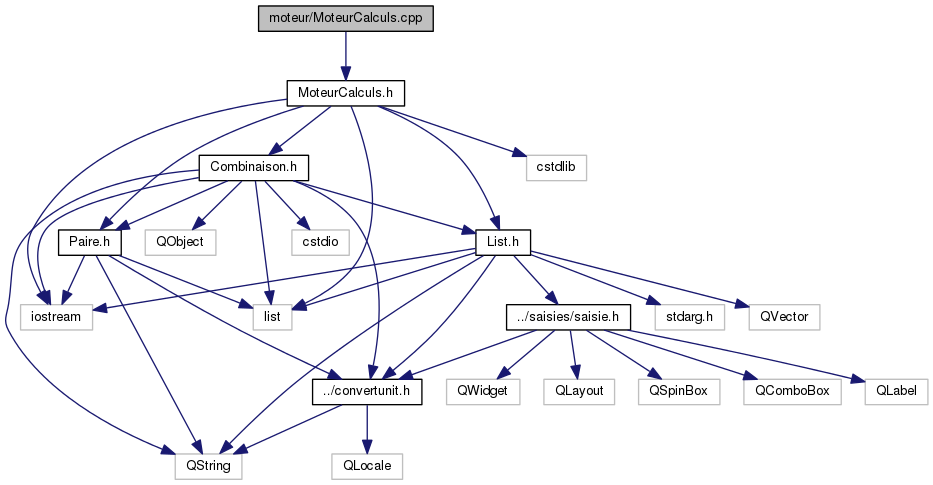 moteur/MoteurCalculs.cpp
MoteurCalculs.h
Combinaison.h
cstdlib
Paire.h
QObject
cstdio
List.h
iostream
list
../saisies/saisie.h
stdarg.h
QVector
../convertunit.h
QWidget
QLayout
QSpinBox
QComboBox
QLabel
QString
QLocale